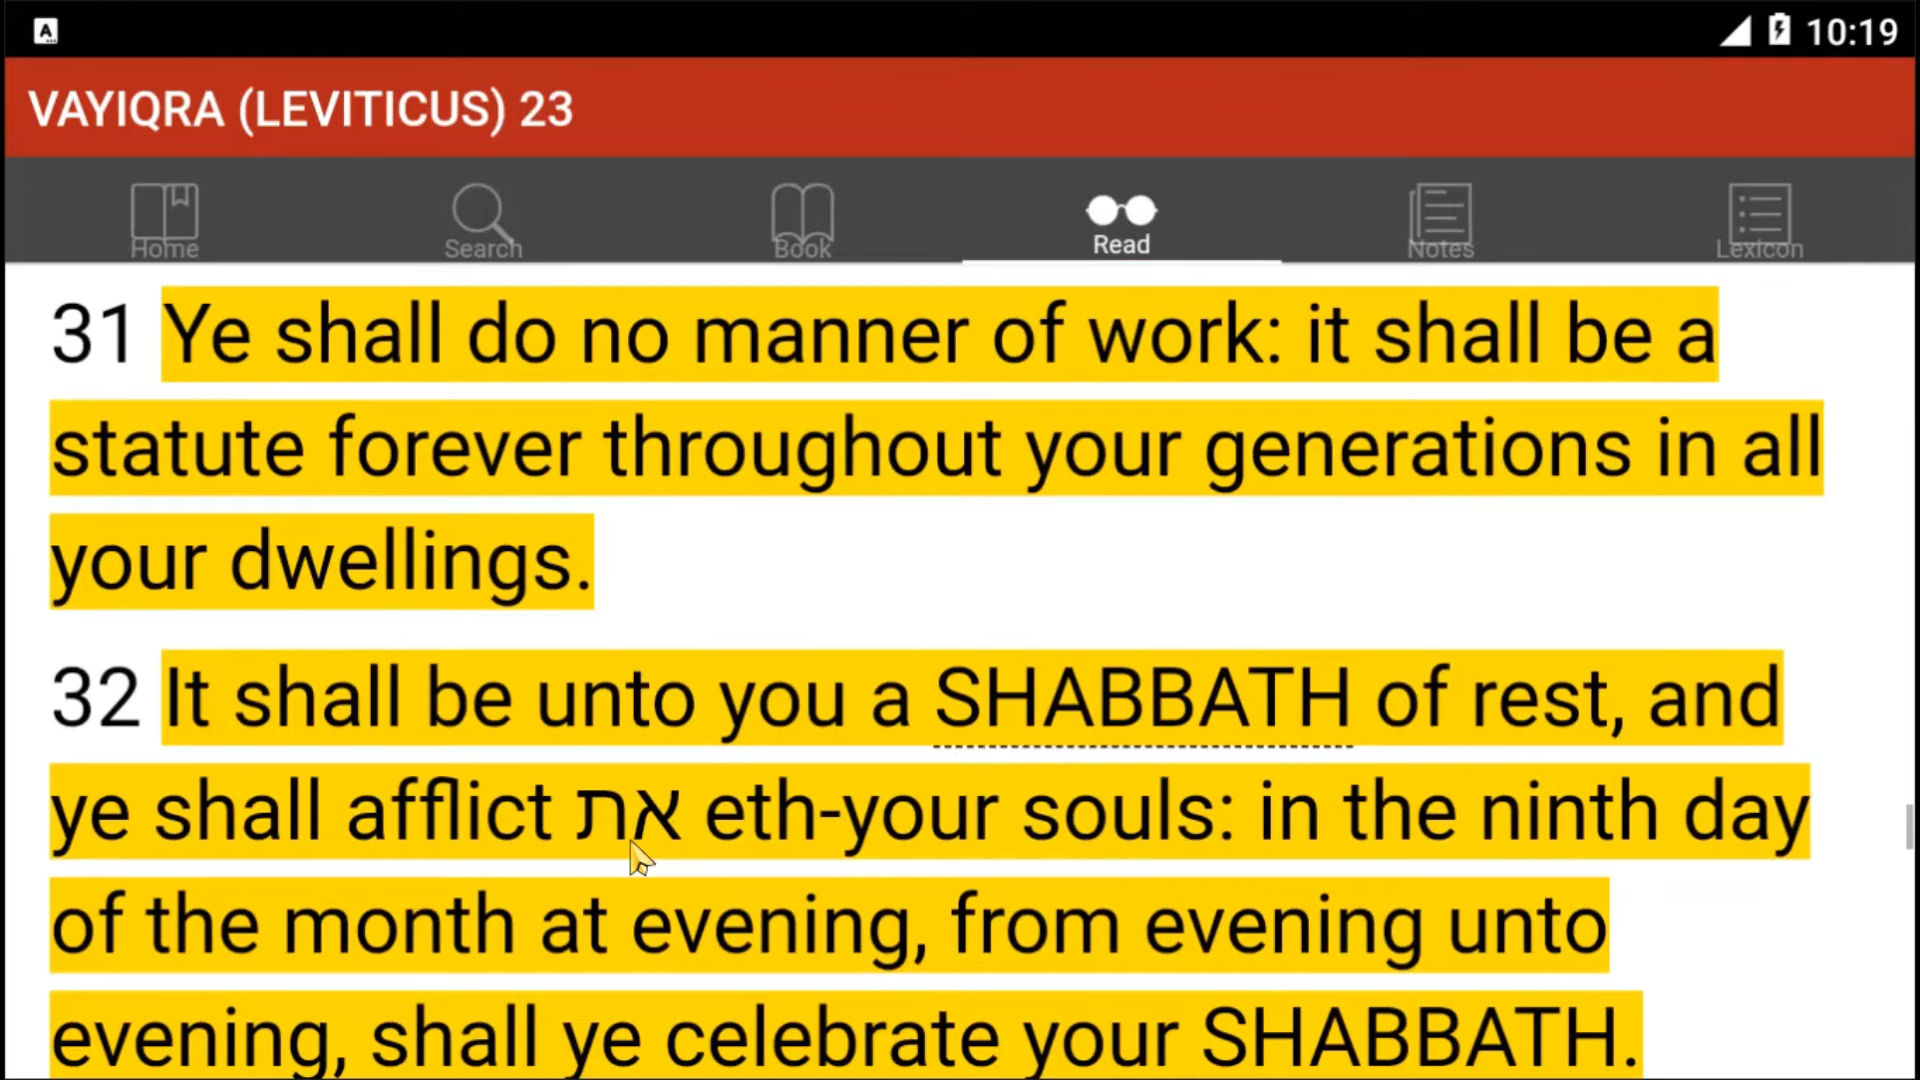 A
10:19
VAYIQRA (LEVITICUS) 23
Home Search Book Read Notes Lexicon
31 Ye shall do no manner of work: it shall be a
statute forever throughout your generations in all
your dwellings.
32 It shall be unto you a SHABBATH of rest, and
ye shall afflict את eth-your souls: in the ninth day
of the month at evening, from evening unto
evening, shall ye celebrate your SHABBATH.